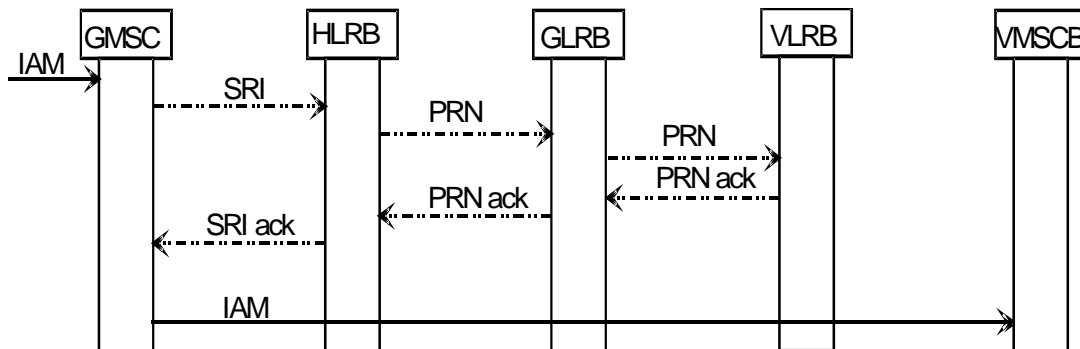 GMSC HLRB GLRB VLRB VMSCB
IAM
SRI
PRN
PRN
PRN ack
PRN ack
SRI ack
IAM